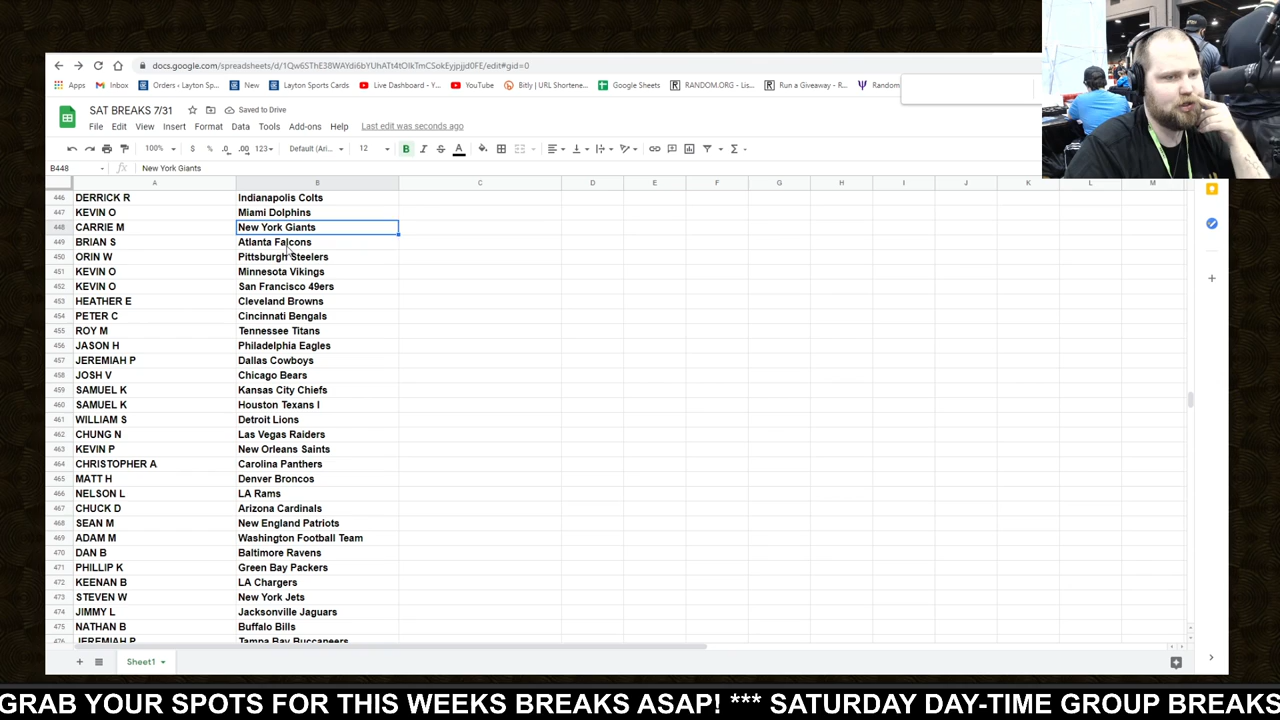 docs.google.com/spreadsheets/d/1Qw6SThE38WAYdi6bYUhATt4tOIkTmCSokEyjpjjd0FE/edit#gid=0
Apps Inbox Orders ‹ Layton Sp... New Layton Sports Cards Live Dashboard - Y... YouTube Bitly | URL Shortene... Google Sheets RANDOM.ORG - Lis... Run a Giveaway - R... Random
SAT BREAKS 7/31 Saved to Drive
File Edit View Insert Format Data Tools Add-ons Help Last edit was seconds ago
100% $ % .0 .00 123 Default (Ari... 12 B I S A
B448 fx New York Giants
A B C D E F G H I J K L M
446 DERRICK R Indianapolis Colts
447 KEVIN O Miami Dolphins
448 CARRIE M New York Giants
449 BRIAN S Atlanta Falcons
450 ORIN W Pittsburgh Steelers
451 KEVIN O Minnesota Vikings
452 KEVIN O San Francisco 49ers
453 HEATHER E Cleveland Browns
454 PETER C Cincinnati Bengals
455 ROY M Tennessee Titans
456 JASON H Philadelphia Eagles
457 JEREMIAH P Dallas Cowboys
458 JOSH V Chicago Bears
459 SAMUEL K Kansas City Chiefs
460 SAMUEL K Houston Texans I
461 WILLIAM S Detroit Lions
462 CHUNG N Las Vegas Raiders
463 KEVIN P New Orleans Saints
464 CHRISTOPHER A Carolina Panthers
465 MATT H Denver Broncos
466 NELSON L LA Rams
467 CHUCK D Arizona Cardinals
468 SEAN M New England Patriots
469 ADAM M Washington Football Team
470 DAN B Baltimore Ravens
471 PHILLIP K Green Bay Packers
472 KEENAN B LA Chargers
473 STEVEN W New York Jets
474 JIMMY L Jacksonville Jaguars
475 NATHAN B Buffalo Bills
476 JEREMIAH P Tampa Bay Buccaneers
Sheet1
GRAB YOUR SPOTS FOR THIS WEEKS BREAKS ASAP! *** SATURDAY DAY-TIME GROUP BREAKS